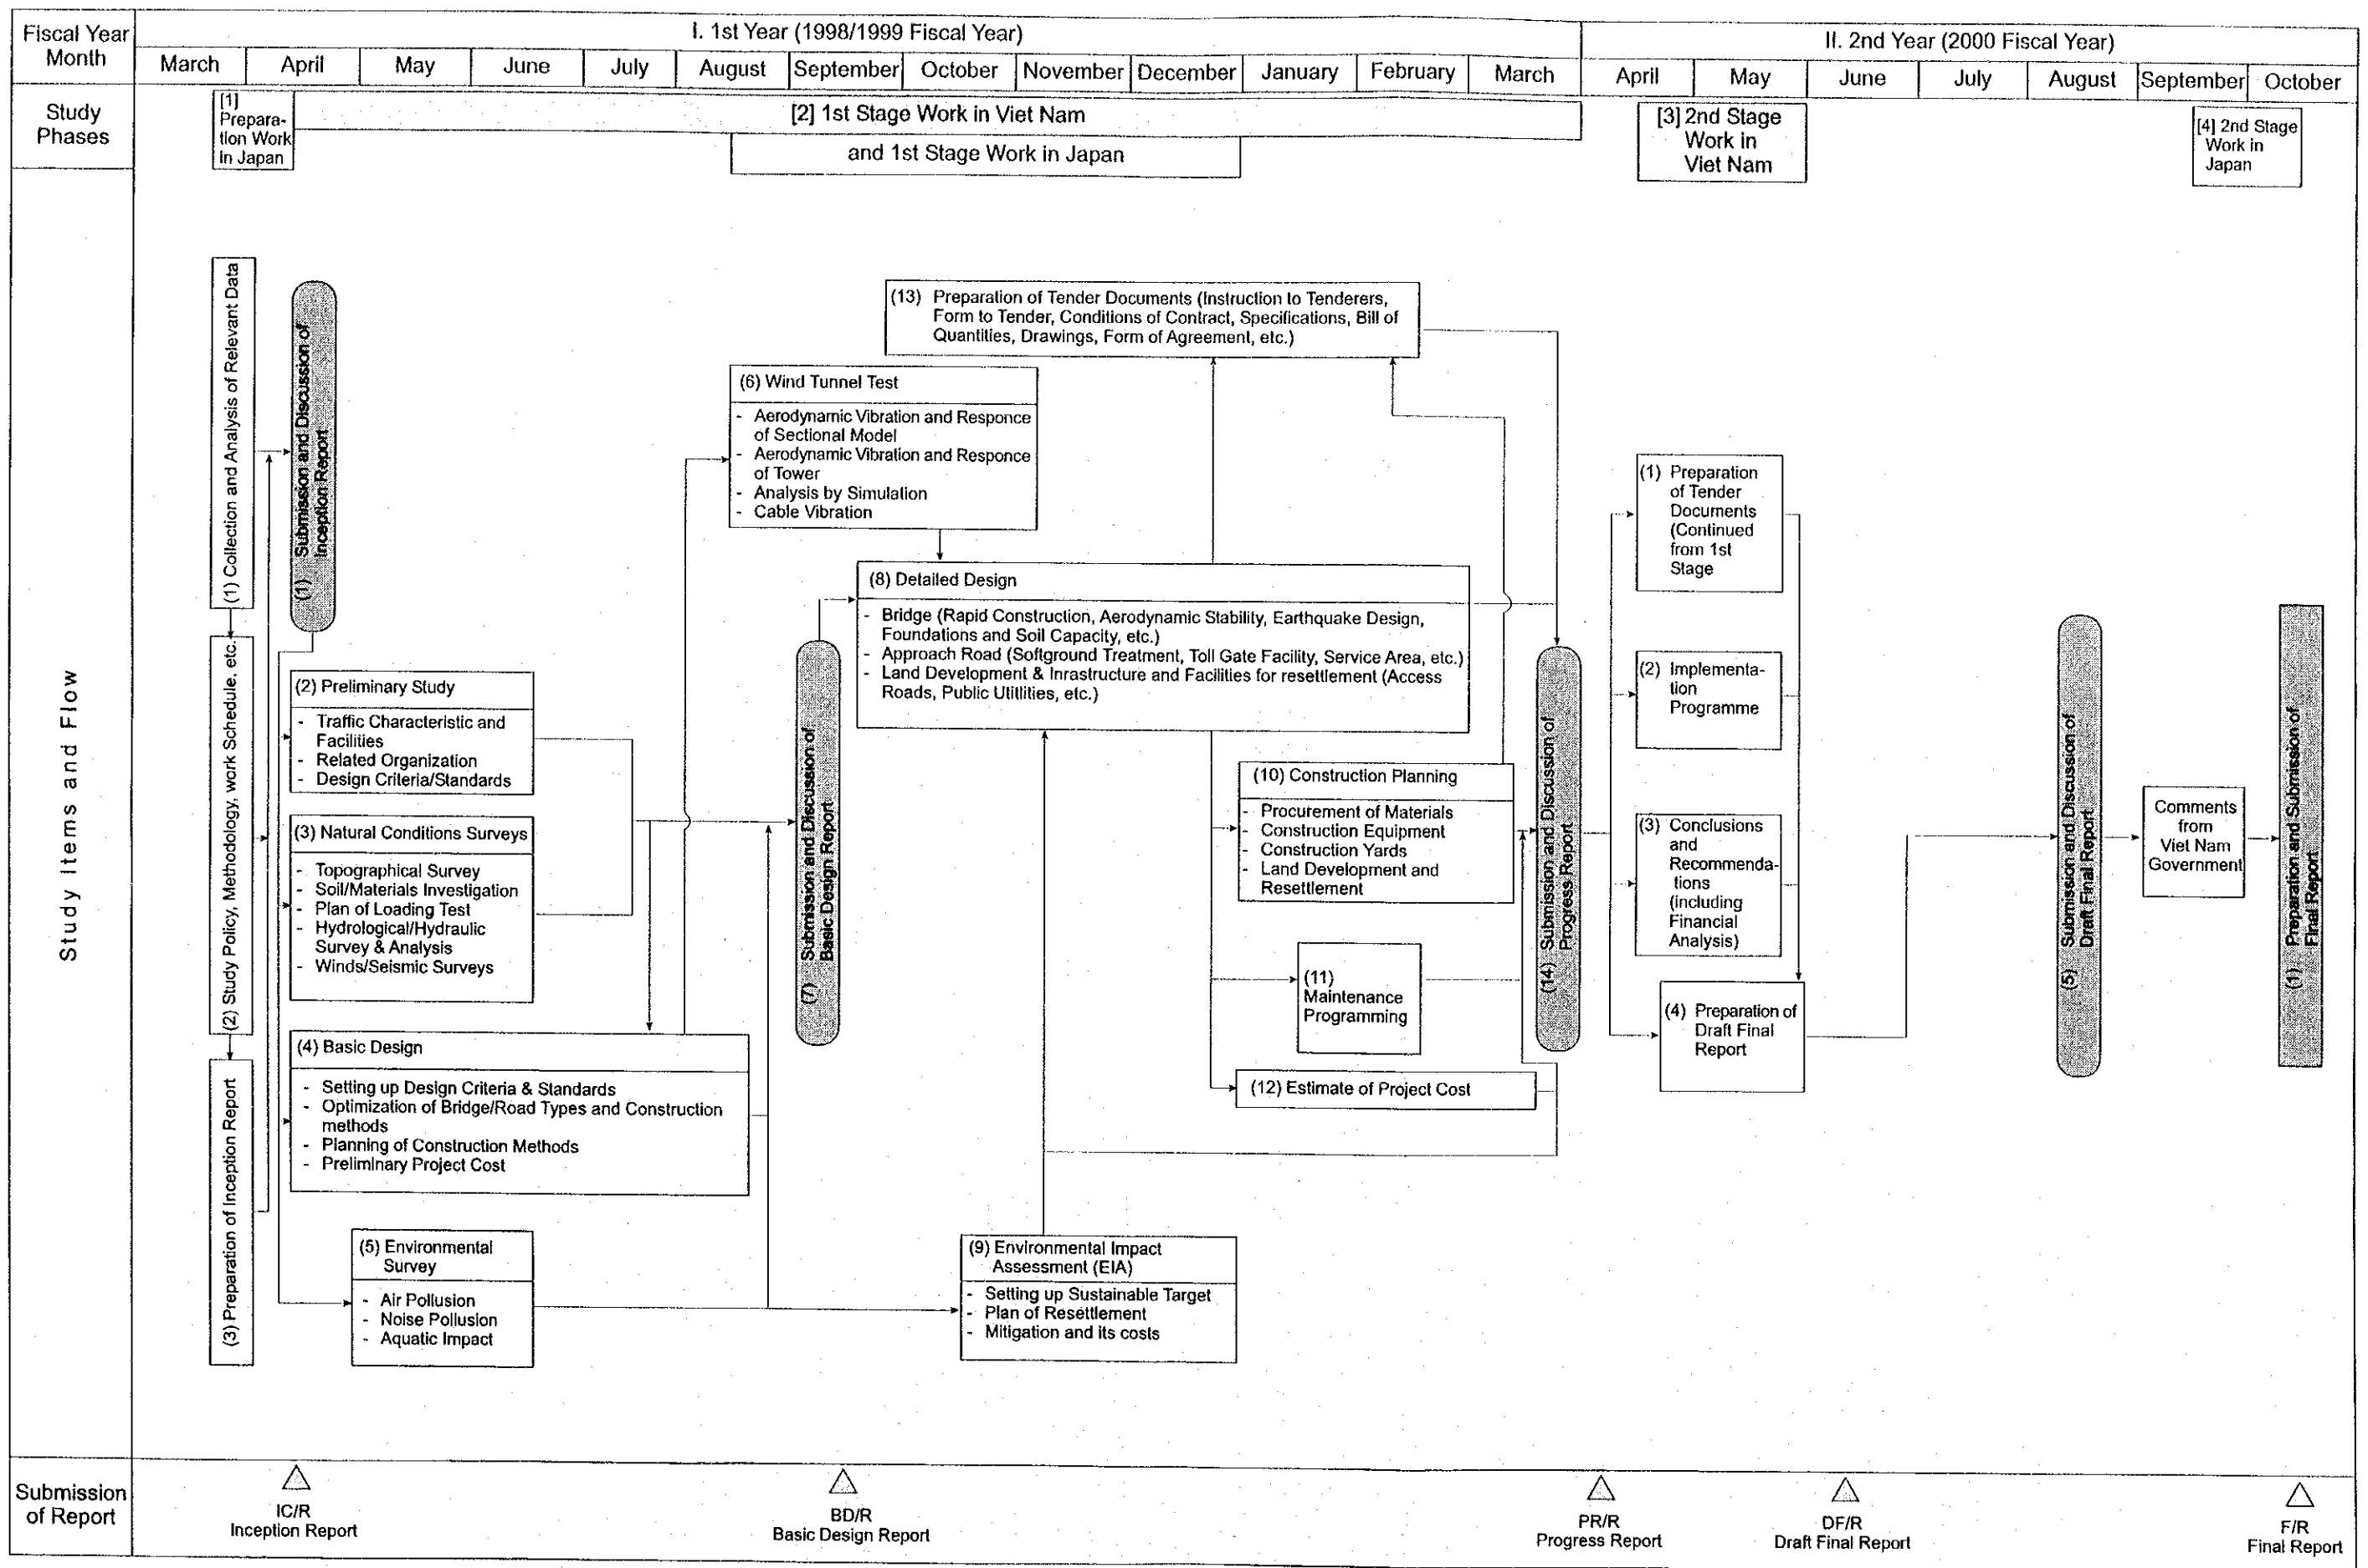 Fiscal Year
Month
I. 1st Year (1998/1999 Fiscal Year)
II. 2nd Year (2000 Fiscal Year)
March
April
May
June
July
August
September
October
November
December
January
February
March
April
May
June
July
August
September
October
Study
Phases
[1]
Prepara-
tion Work
in Japan
[2] 1st Stage Work in Viet Nam
and 1st Stage Work in Japan
[3] 2nd Stage
Work in
Viet Nam
[4] 2nd Stage
Work in
Japan
Study Items and Flow
(1) Collection and Analysis of Relevant Data
(2) Study Policy, Methodology, work Schedule, etc.
(3) Preparation of Inception Report
(1) Submission and Discussion of
Inception Report
(2) Preliminary Study
- Traffic Characteristic and
Facilities
- Related Organization
- Design Criteria/Standards
(3) Natural Conditions Surveys
- Topographical Survey
- Soil/Materials Investigation
- Plan of Loading Test
- Hydrological/Hydraulic
Survey & Analysis
- Winds/Seismic Surveys
(4) Basic Design
- Setting up Design Criteria & Standards
- Optimization of Bridge/Road Types and Construction
methods
- Planning of Construction Methods
- Preliminary Project Cost
(5) Environmental
Survey
- Air Pollusion
- Noise Pollusion
- Aquatic Impact
(6) Wind Tunnel Test
- Aerodynamic Vibration and Responce
of Sectional Model
- Aerodynamic Vibration and Responce
of Tower
- Analysis by Simulation
- Cable Vibration
(7) Submission and Discussion of
Basic Design Report
(8) Detailed Design
- Bridge (Rapid Construction, Aerodynamic Stability, Earthquake Design,
Foundations and Soil Capacity, etc.)
- Approach Road (Softground Treatment, Toll Gate Facility, Service Area, etc.)
- Land Development & Inrastructure and Facilities for resettlement (Access
Roads, Public Utitlities, etc.)
(9) Environmental Impact
Assessment (EIA)
- Setting up Sustainable Target
- Plan of Resettlement
- Mitigation and its costs
(10) Construction Planning
- Procurement of Materials
- Construction Equipment
- Construction Yards
- Land Development and
Resettlement
(11)
Maintenance
Programming
(12) Estimate of Project Cost
(13) Preparation of Tender Documents (Instruction to Tenderers,
Form to Tender, Conditions of Contract, Specifications, Bill of
Quantities, Drawings, Form of Agreement, etc.)
(14) Submission and Discussion of
Progress Report
(1) Preparation
of Tender
Documents
(Continued
from 1st
Stage
(2) Implementa-
tion
Programme
(3) Conclusions
and
Recommenda-
tions
(including
Financial
Analysis)
(4) Preparation of
Draft Final
Report
(5) Submission and Discussion of
Draft Final Report
Comments
from
Viet Nam
Government
(1) Preparation and Submission of
Final Report
Submission
of Report
IC/R
Inception Report
BD/R
Basic Design Report
PR/R
Progress Report
DF/R
Draft Final Report
F/R
Final Report